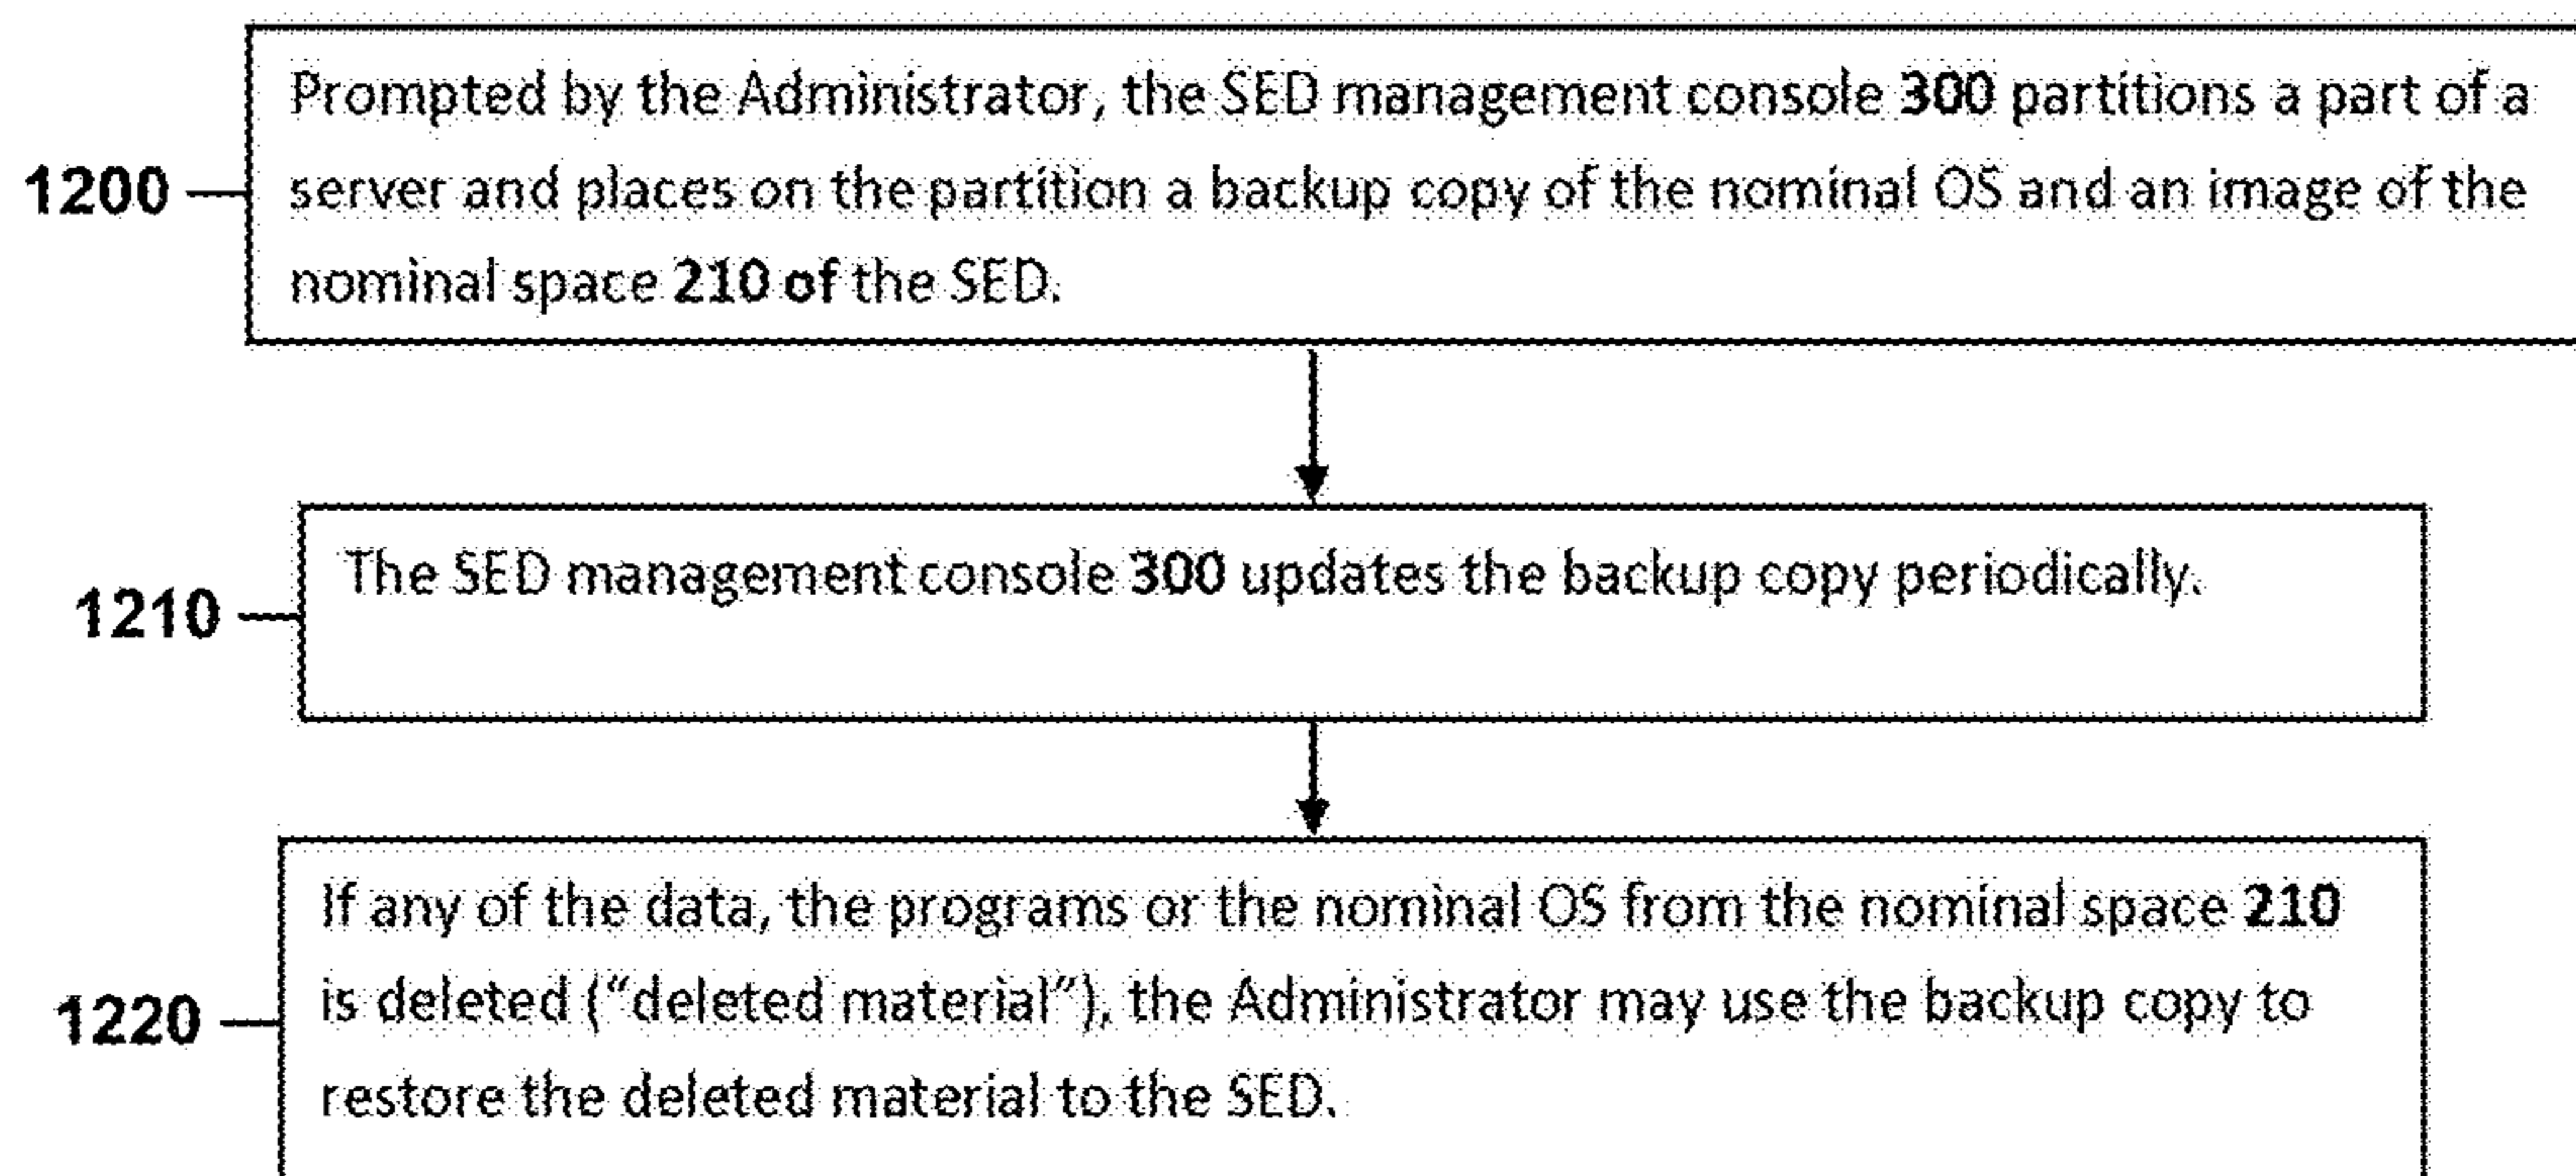 Prompted by the Administrator, the SED management console 300 partitions a part of a
1200
server and places on the partition a backup copy of the nominal OS and an image of the
nominal space 210 of the SED.
The SED management console 300 updates the backup copy periodically.
1210
If any of the data, the programs or the nominal OS from the nominal space 210
is deleted ("deleted material"), the Administrator may use the backup copy to
1220
restore the deleted material to the SED.